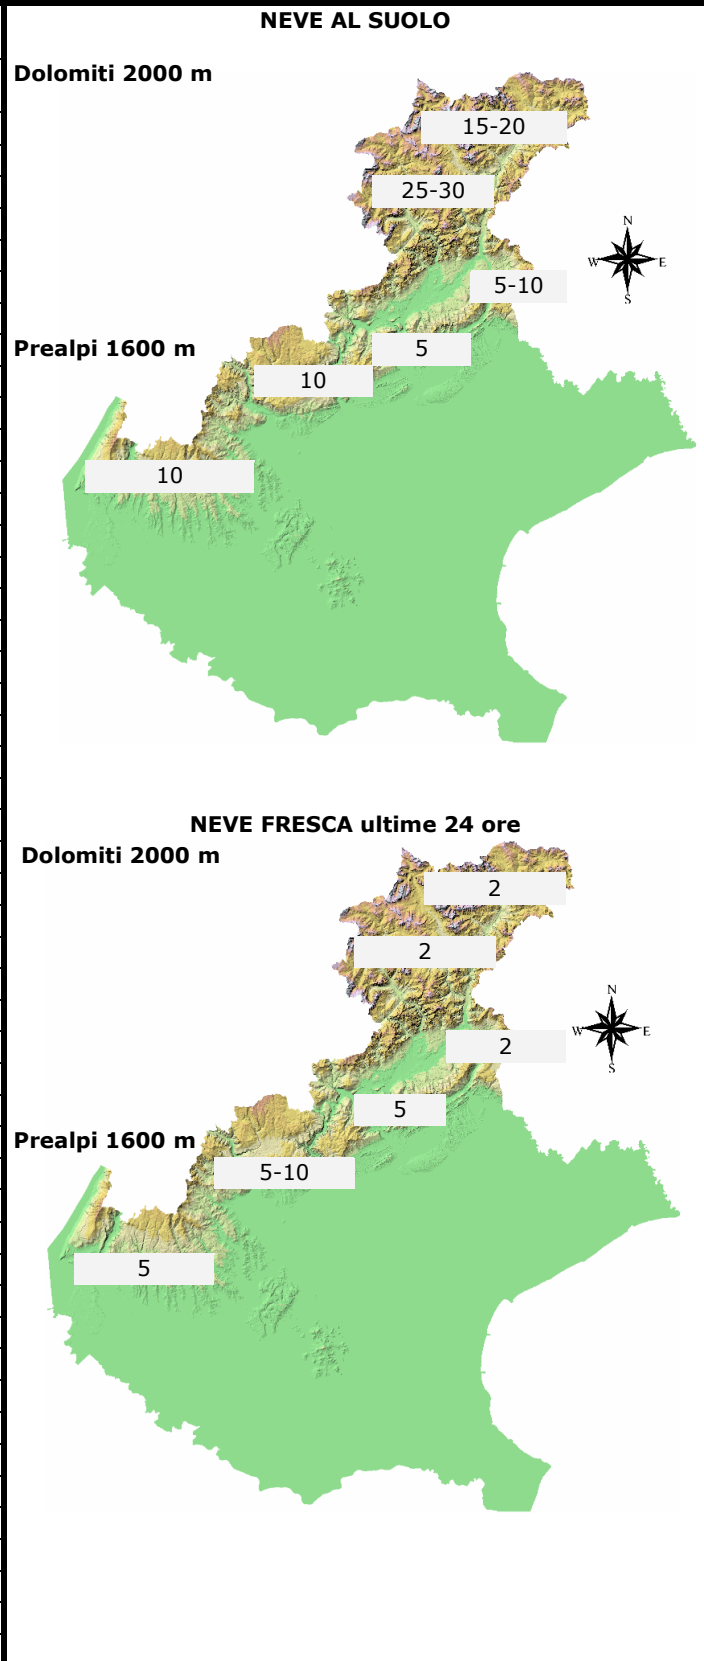 NEVE AL SUOLO
Dolomiti 2000 m
15-20
25-30
N
W E
S
5-10
Prealpi 1600 m
5
10
10
NEVE FRESCA ultime 24 ore
Dolomiti 2000 m
2
2
N
W E
S
2
5
Prealpi 1600 m
5-10
5